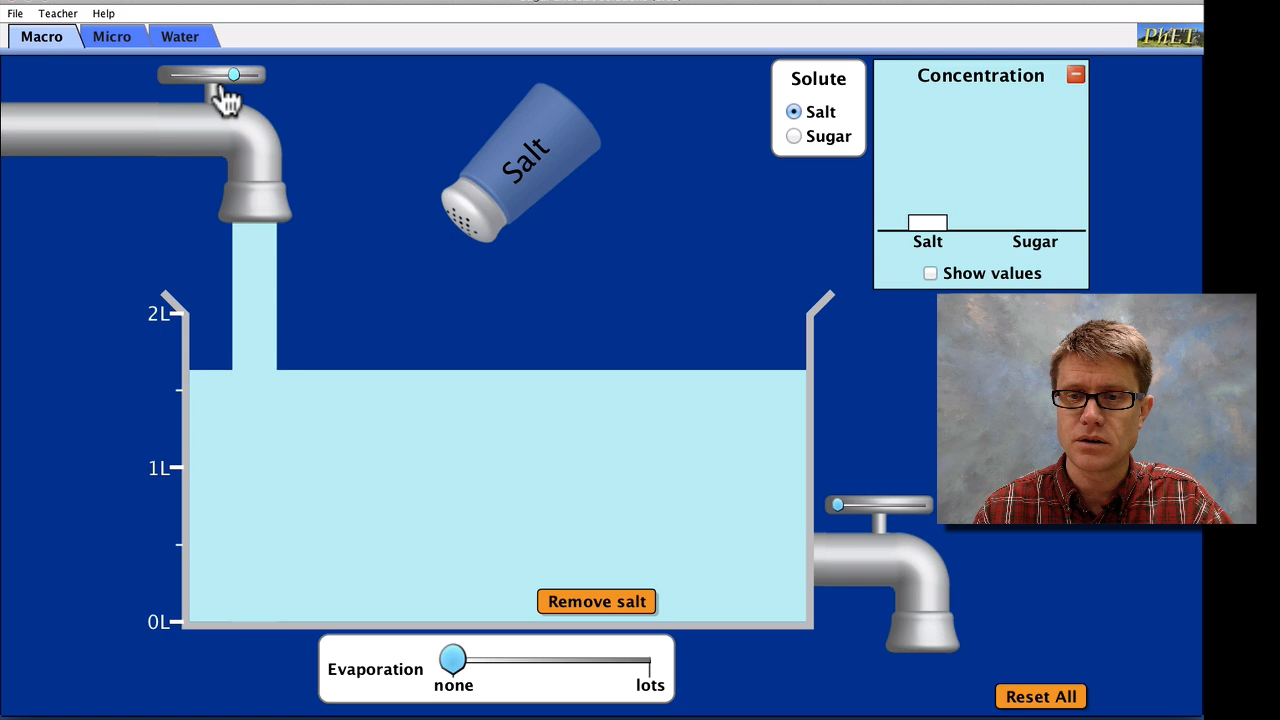 File Teacher Help
Macro Micro Water
PhET
Solute
Salt
Sugar
Concentration
Salt
Salt Sugar
Show values
2L
1L
0L
Remove salt
Evaporation
none lots
Reset All